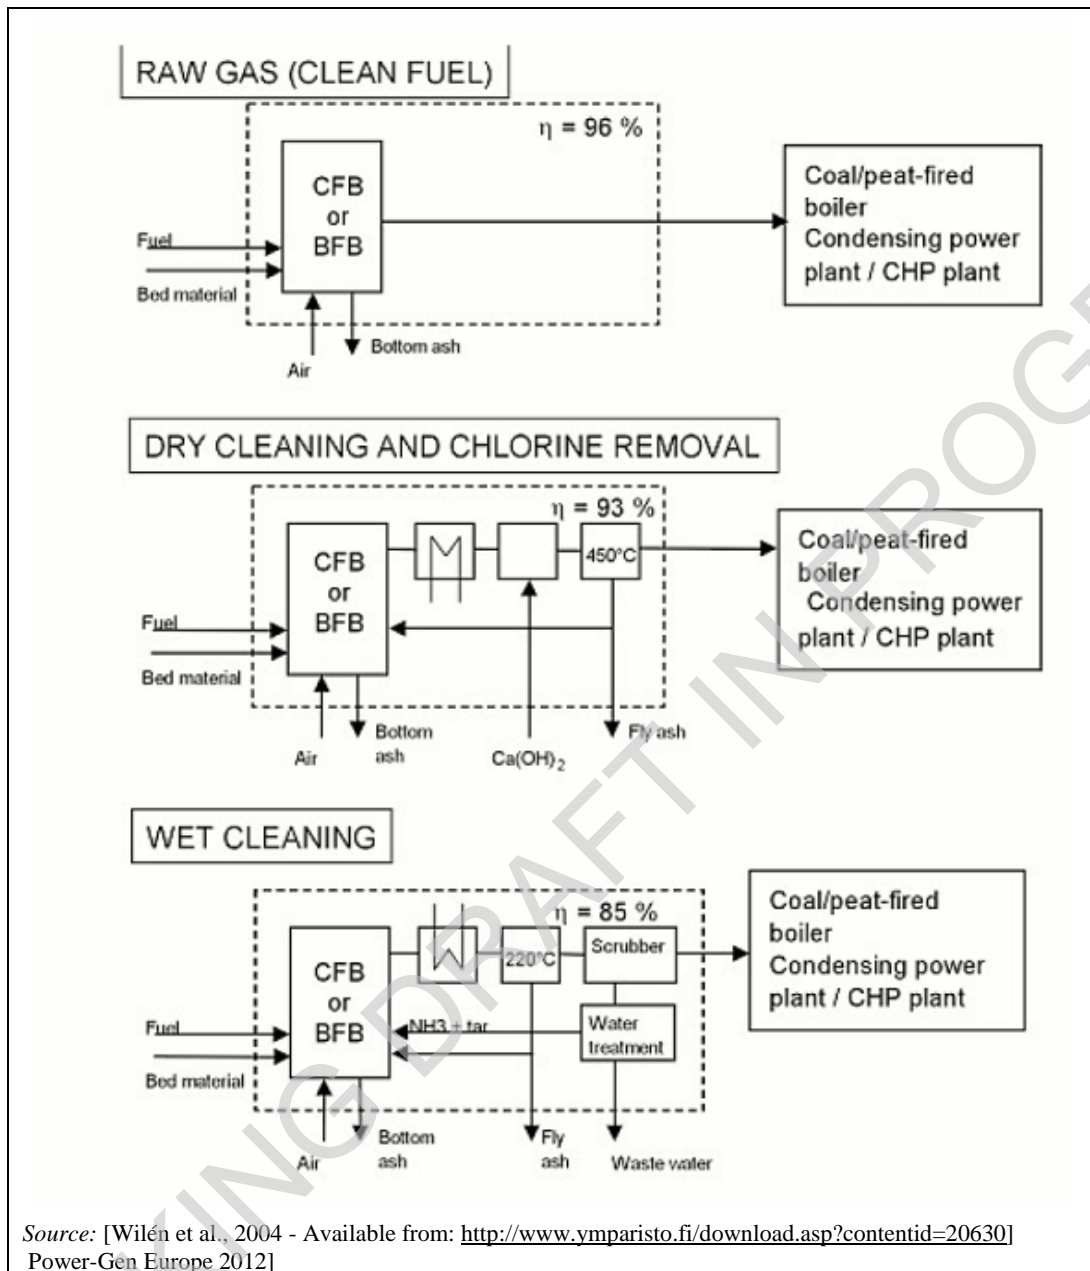 RAW GAS (CLEAN FUEL)
η = 96 %
CFB
or
BFB
Fuel
Bed material
Air
Bottom ash
Coal/peat-fired
boiler
Condensing power
plant / CHP plant
DRY CLEANING AND CHLORINE REMOVAL
η = 93 %
CFB
or
BFB
450°C
Fuel
Bed material
Air
Bottom
ash
Ca(OH)2
Fly ash
Coal/peat-fired
boiler
Condensing power
plant / CHP plant
WET CLEANING
η = 85 %
CFB
or
BFB
220°C
Scrubber
NH3 + tar
Water
treatment
Fuel
Bed material
Air
Bottom
ash
Fly
ash
Waste water
Coal/peat-fired
boiler
Condensing power
plant / CHP plant
KING DRAFT IN PROGR
Source: [Wilén et al., 2004 - Available from: http://www.ymparisto.fi/download.asp?contentid=20630]
Power-Gen Europe 2012]